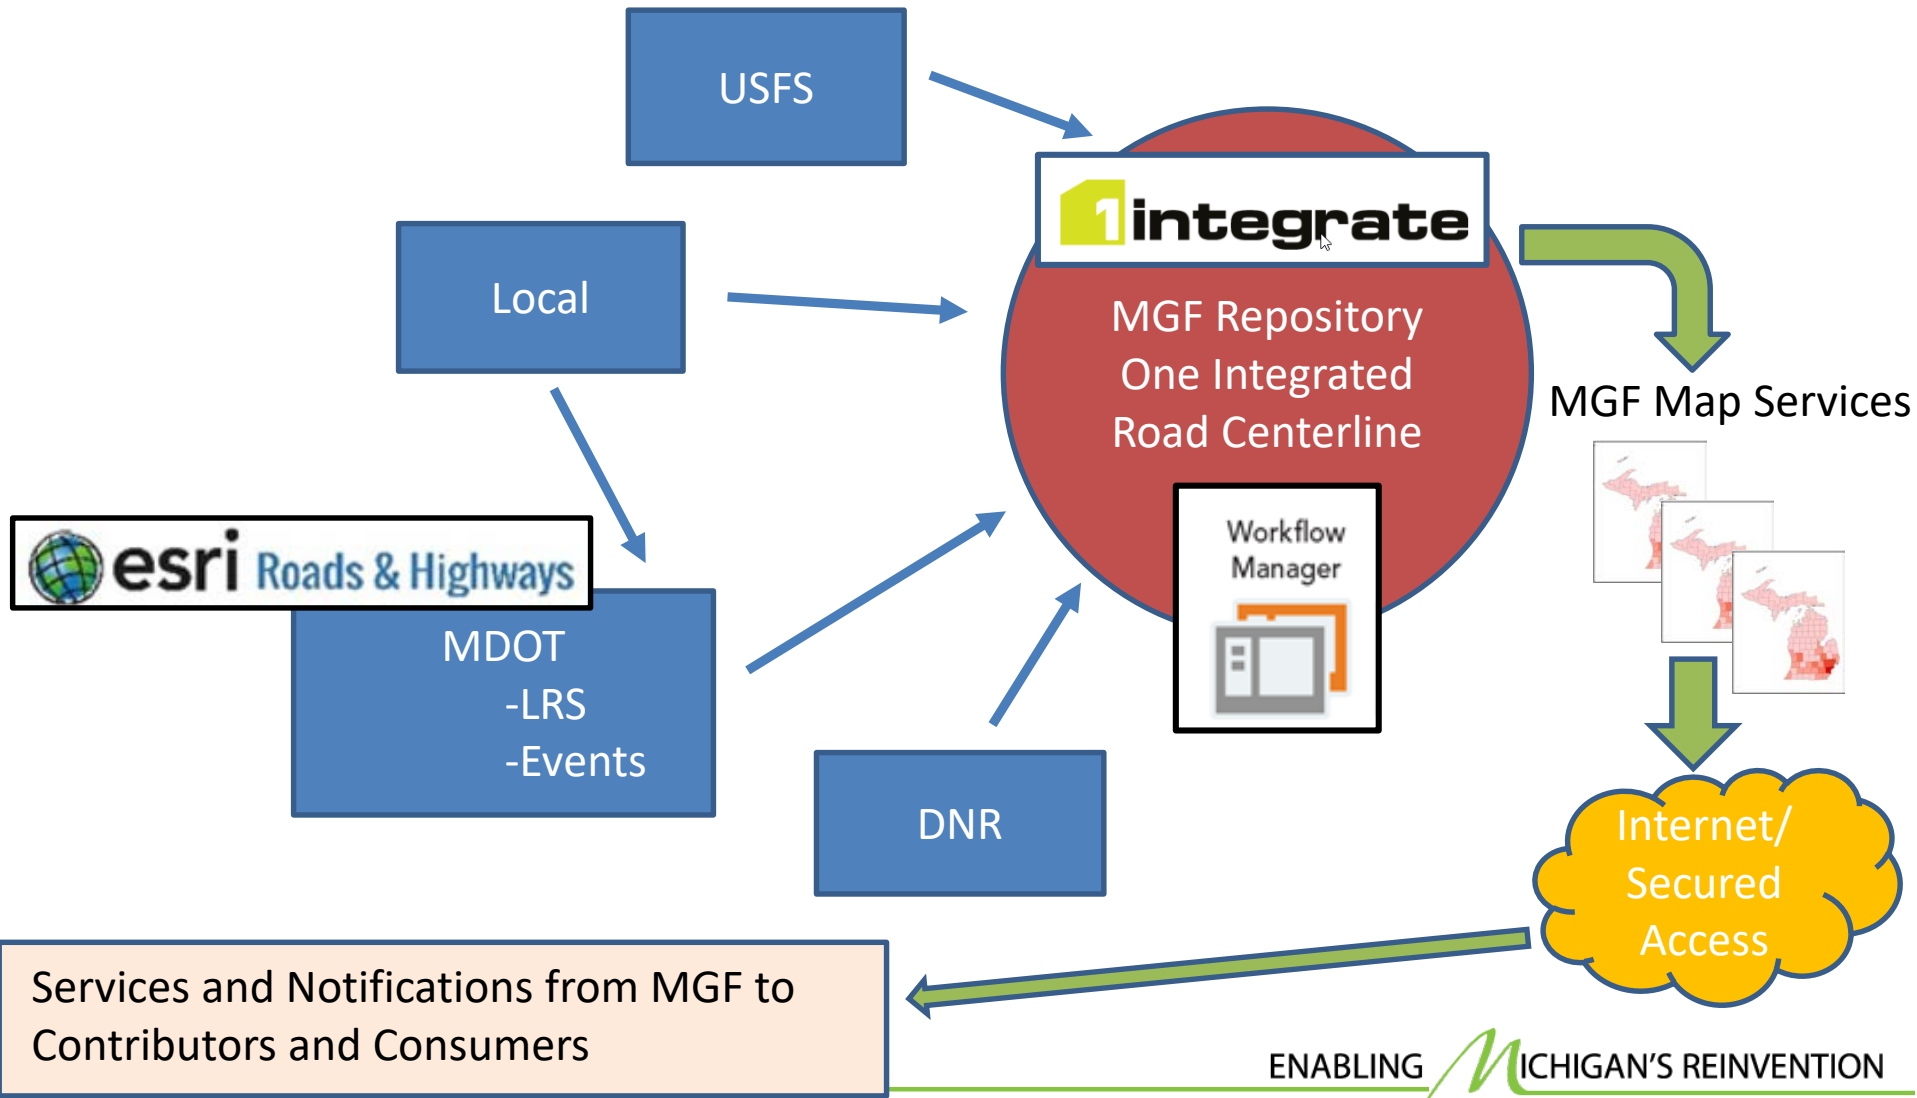 USFS
1integrate
Local
MGF Repository
One Integrated
Road Centerline
MGF Map Services
Workflow
Manager
esri Roads & Highways
MDOT
-LRS
-Events
DNR
Internet/
Secured
Access
Services and Notifications from MGF to
Contributors and Consumers
ENABLING MICHIGAN'S REINVENTION